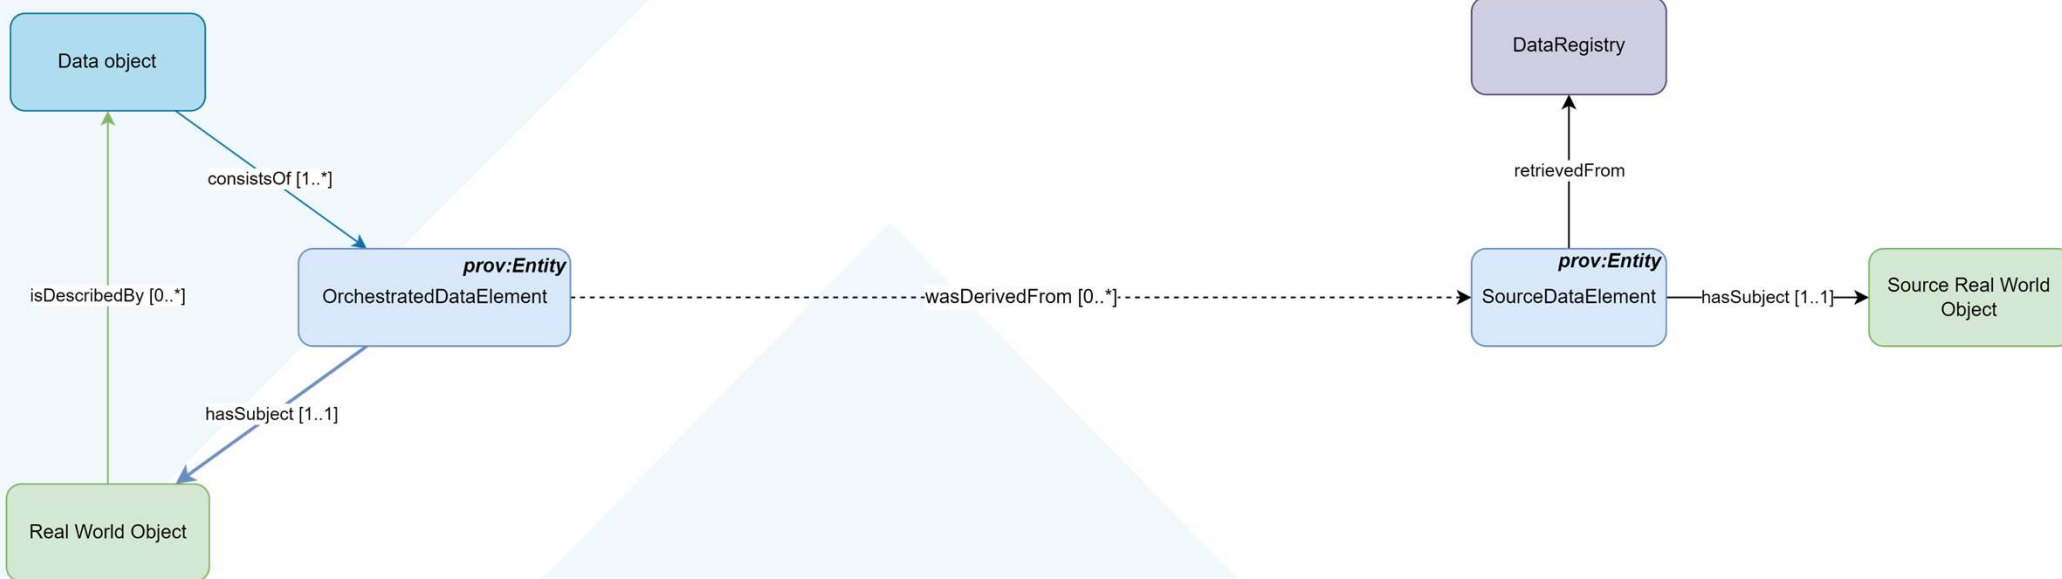 Data object
DataRegistry
consistsOf [1..*]
retrievedFrom
prov:Entity
OrchestratedDataElement
isDescribedBy [0..*]
wasDerivedFrom [0..*]
prov:Entity
SourceDataElement
hasSubject [1..1]
Source Real World
Object
hasSubject [1..1]
Real World Object